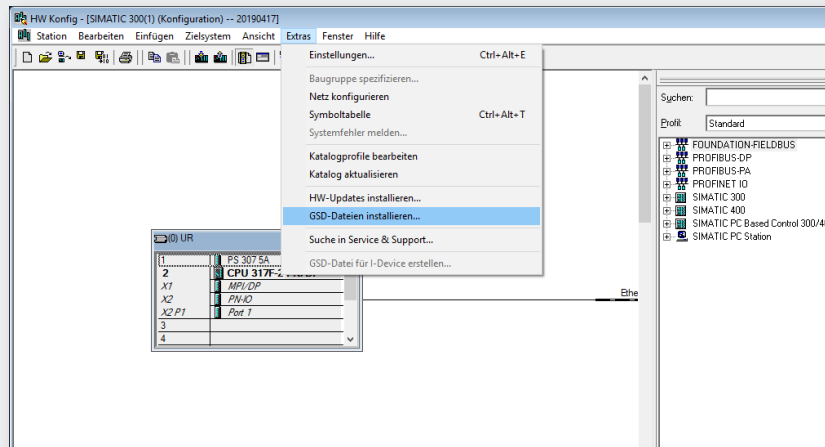 HW Konfig - [SIMATIC 300(1) (Konfiguration) -- 20190417]
Station Bearbeiten Einfügen Zielsystem Ansicht Extras Fenster Hilfe
Einstellungen... Ctrl+Alt+E
Baugruppe spezifizieren...
Netz konfigurieren
Symboltabelle Ctrl+Alt+T
Systemfehler melden...
Katalogprofile bearbeiten
Katalog aktualisieren
HW-Updates installieren...
GSD-Dateien installieren...
Suche in Service & Support...
GSD-Datei für I-Device erstellen...
(0) UR
1 PS 307 5A
2 CPU 317F-2
X1 MPI/DP
X2 PN-IO
X2 P1 Port 1
3
4
Ethe
Suchen:
Profil: Standard
FOUNDATION-FIELDBUS
PROFIBUS-DP
PROFIBUS-PA
PROFINET IO
SIMATIC 300
SIMATIC 400
SIMATIC PC Based Control 300/40
SIMATIC PC Station